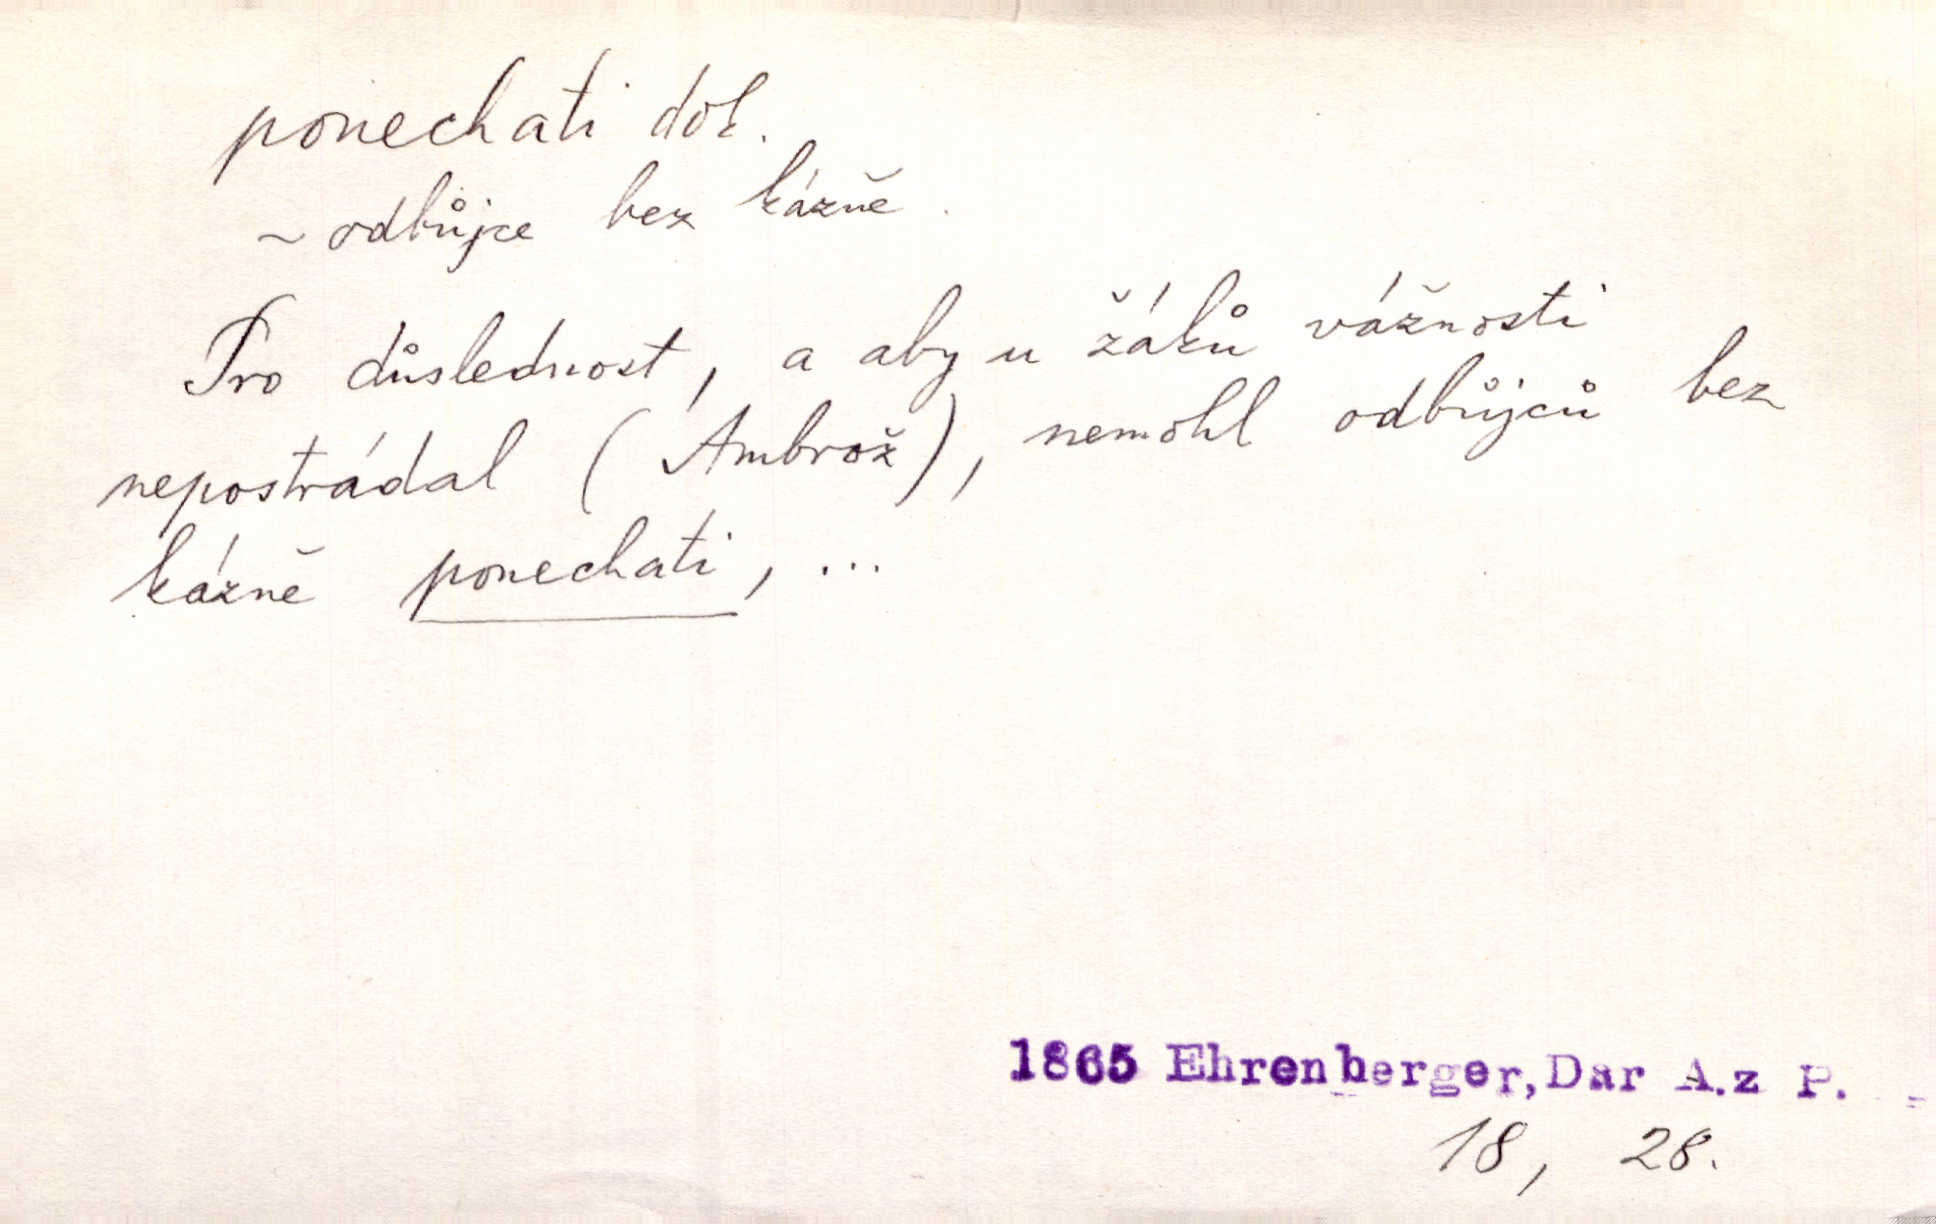 ponechati dok.
~ odbůjce bez kázně.
Pro důslednost, a aby u žáků vážnosti
nepostrádal (Ambrož), nemohl odbůjců bez
kázně ponechati, ...
1865 Ehrenberger, Dar A. z P.
18, 28.